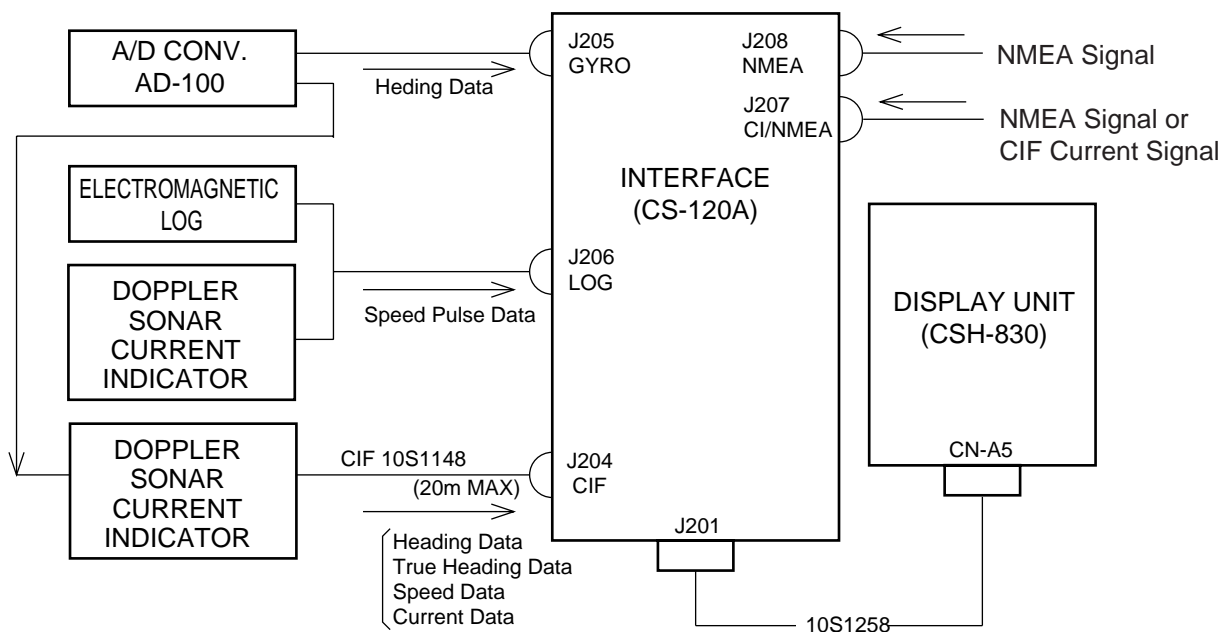 A/D CONV.
AD-100
Heding Data
J205
GYRO
J208
NMEA
NMEA Signal
J207
CI/NMEA
NMEA Signal or
CIF Current Signal
ELECTROMAGNETIC
LOG
INTERFACE
(CS-120A)
J206
LOG
Speed Pulse Data
DOPPLER
SONAR
CURRENT
INDICATOR
DISPLAY UNIT
(CSH-830)
CN-A5
DOPPLER
SONAR
CURRENT
INDICATOR
CIF 10S1148
(20m MAX)
J204
CIF
Heading Data
True Heading Data
Speed Data
Current Data
J201
10S1258